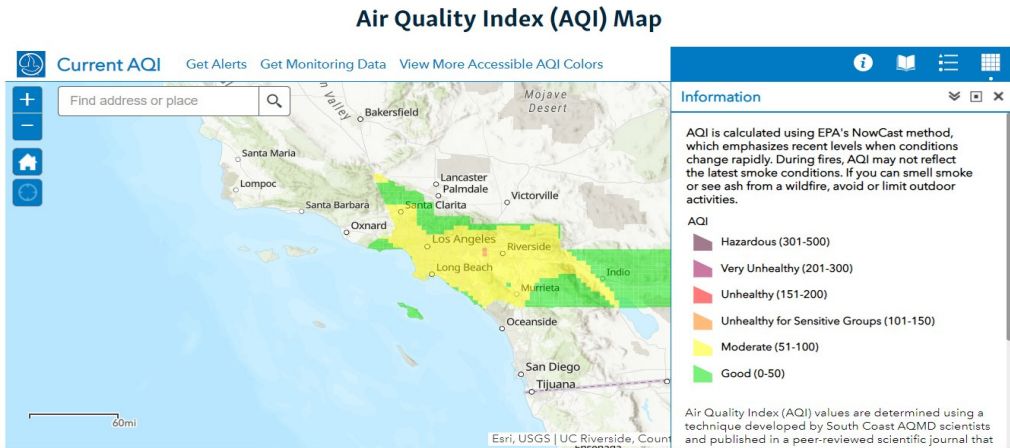 Air Quality Index (AQI) Map
Current AQI Get Alerts Get Monitoring Data View More Accessible AQI Colors
Find address or place
Information
AQI is calculated using EPA's NowCast method,
which emphasizes recent levels when conditions
change rapidly. During fires, AQI may not reflect
the latest smoke conditions. If you can smell smoke
or see ash from a wildfire, avoid or limit outdoor
activities.
AQI
Hazardous (301-500)
Very Unhealthy (201-300)
Unhealthy (151-200)
Unhealthy for Sensitive Groups (101-150)
Moderate (51-100)
Good (0-50)
Air Quality Index (AQI) values are determined using a
technique developed by South Coast AQMD scientists
and published in a peer-reviewed scientific journal that
Valley
Bakersfield
Mojave
Desert
Santa Maria
Lompoc
Lancaster
Palmdale
Victorville
Santa Barbara
Santa Clarita
Oxnard
Los Angeles
Riverside
Long Beach
Indio
Murrieta
Oceanside
San Diego
Tijuana
60mi
Esri, USGS | UC Riverside, Count